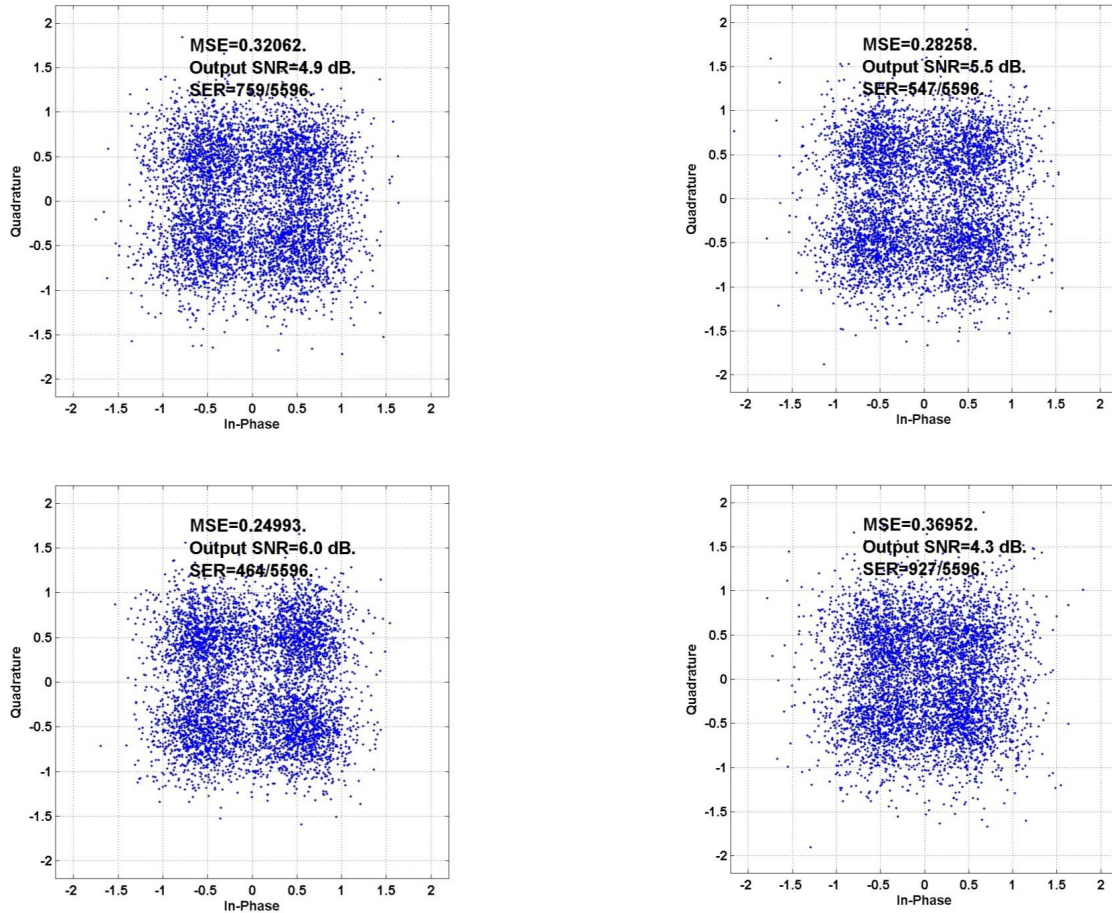 2
1.5
1
0.5
0
-0.5
-1
-1.5
-2
Quadrature
MSE=0.32062.
Output SNR=4.9 dB.
SER=759/5596.
-2 -1.5 -1 -0.5 0 0.5 1 1.5 2
In-Phase
2
1.5
1
0.5
0
-0.5
-1
-1.5
-2
Quadrature
MSE=0.28258.
Output SNR=5.5 dB.
SER=547/5596.
-2 -1.5 -1 -0.5 0 0.5 1 1.5 2
In-Phase
2
1.5
1
0.5
0
-0.5
-1
-1.5
-2
Quadrature
MSE=0.24993.
Output SNR=6.0 dB.
SER=464/5596.
-2 -1.5 -1 -0.5 0 0.5 1 1.5 2
In-Phase
2
1.5
1
0.5
0
-0.5
-1
-1.5
-2
Quadrature
MSE=0.36952.
Output SNR=4.3 dB.
SER=927/5596.
-2 -1.5 -1 -0.5 0 0.5 1 1.5 2
In-Phase